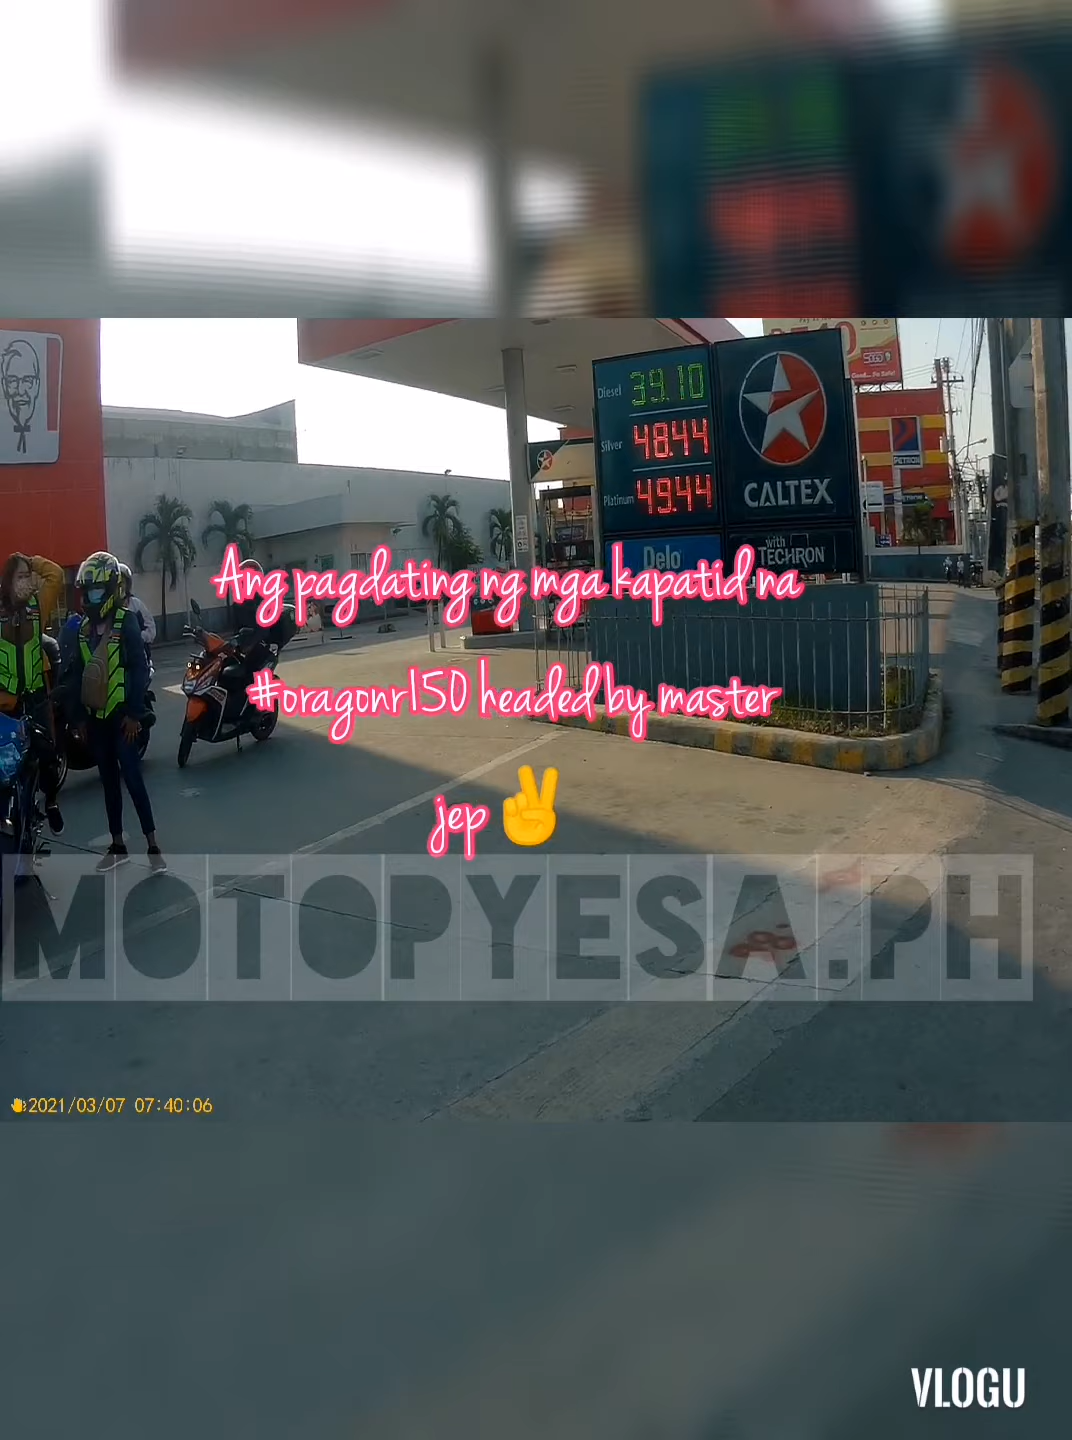 Diesel 39.10
Silver 48.44
Platinum 49.44
CALTEX
with
TECHRON
Delo
PETRON
SOGO
Ang pagdating ng mga kapatid na
#oragonr150 headed by master
jep ✌
MOTOPYESA.PH
2021/03/07 07:40:06
VLOGU